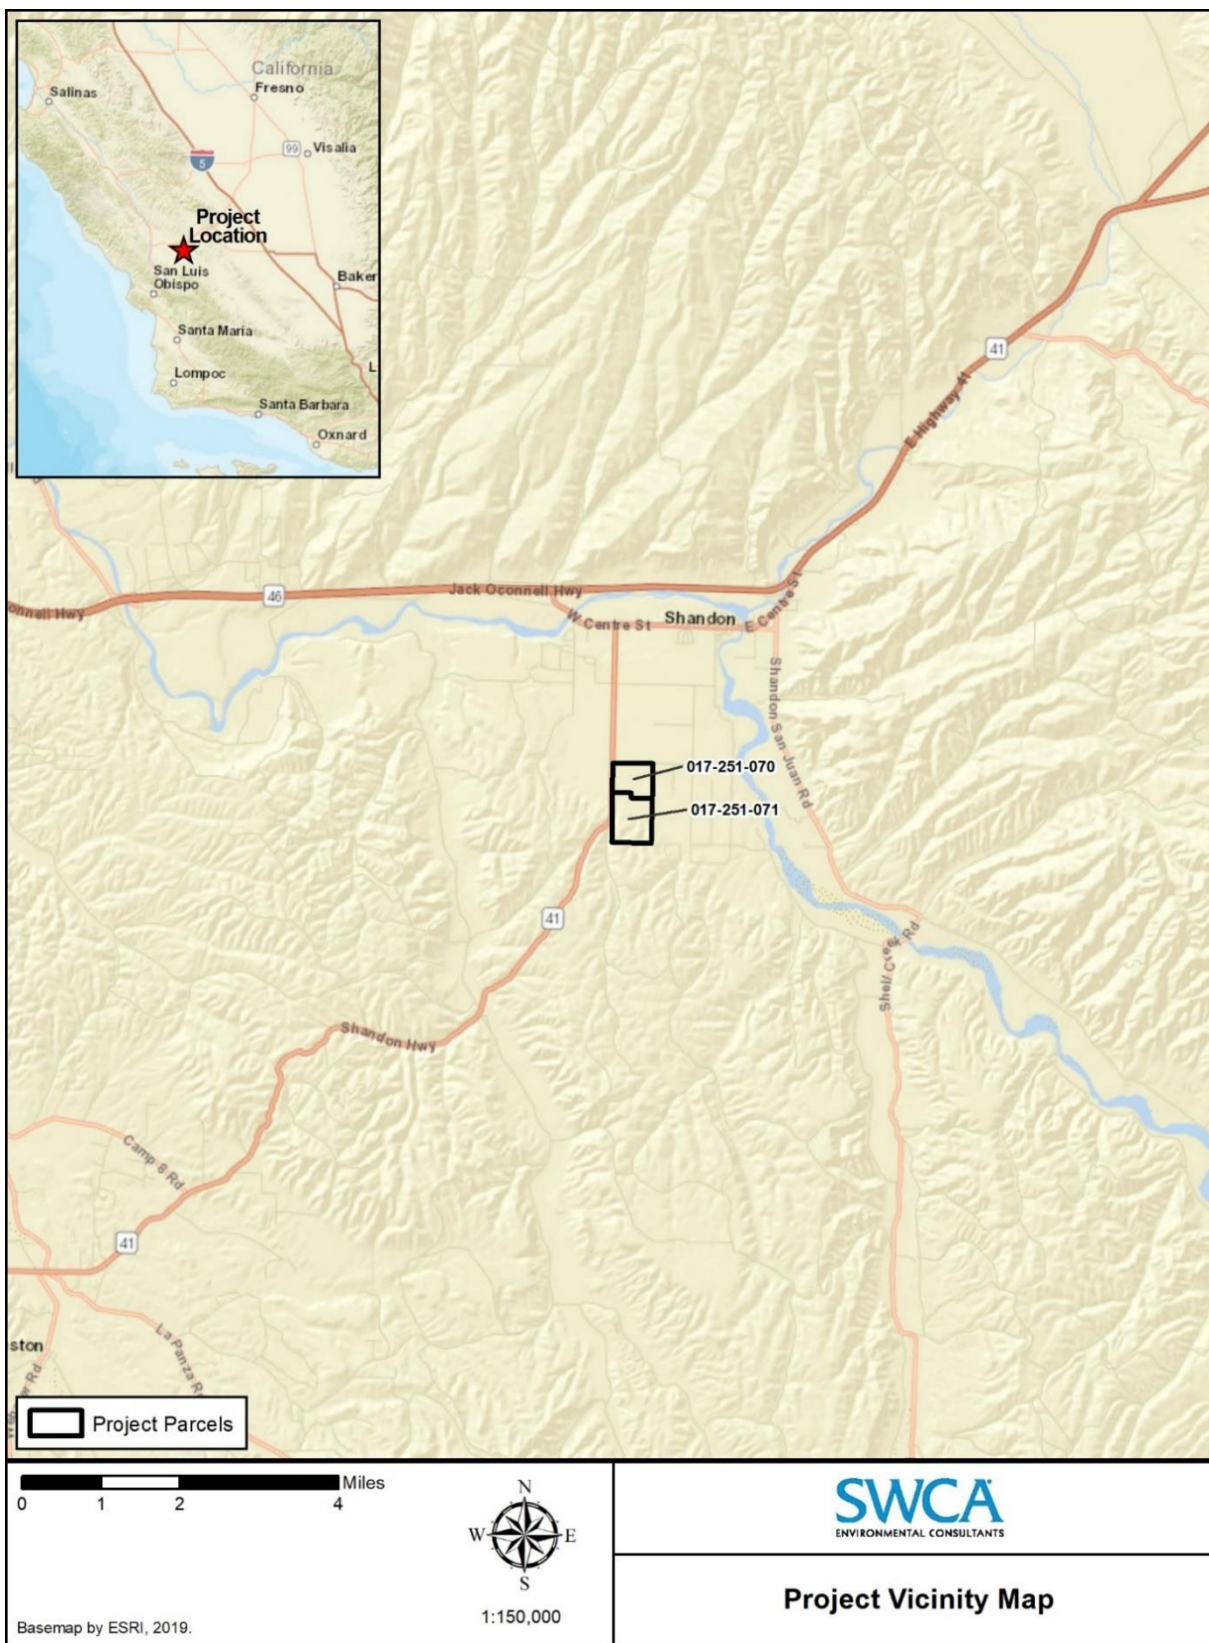 California
Salinas
Fresno
99
Visalia
5
Project
Location
San Luis
Obispo
Baker
Santa Maria
L
Lompoc
Santa Barbara
Oxnard
41
E Highway 41
Jack Oconnell Hwy
46
onnell Hwy
W Centre St
Shandon
E Centre St
Shandon San Juan Rd
017-251-070
017-251-071
41
Shell Creek Rd
Shandon Hwy
Camp 8 Rd
41
ston
La Panza R
er Rd
Project Parcels
Miles
0 1 2 4
N
W E
S
1:150,000
Basemap by ESRI, 2019.
SWCA
ENVIRONMENTAL CONSULTANTS
Project Vicinity Map